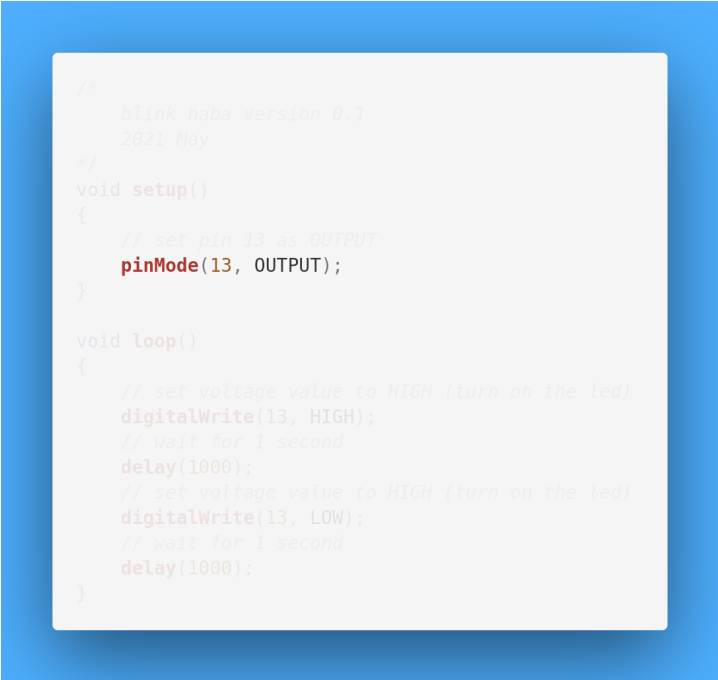 /*
    blink naba version 0.1
    2021 May
*/
void setup()
{
    // set pin 13 as OUTPUT
    pinMode(13, OUTPUT);
}

void loop()
{
    // set voltage value to HIGH (turn on the led)
    digitalWrite(13, HIGH);
    // wait for 1 second
    delay(1000);
    // set voltage value to HIGH (turn on the led)
    digitalWrite(13, LOW);
    // wait for 1 second
    delay(1000);
}